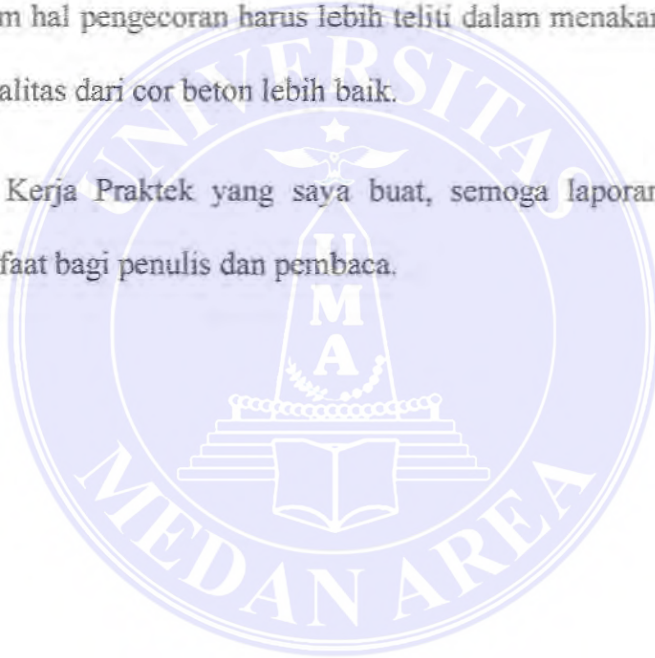 m hal pengecoran harus lebih teliti dalam menakar
alitas dari cor beton lebih baik.
Kerja Praktek yang saya buat, semoga laporan
faat bagi penulis dan pembaca.
UNIVERSITAS
UMA
MEDAN AREA